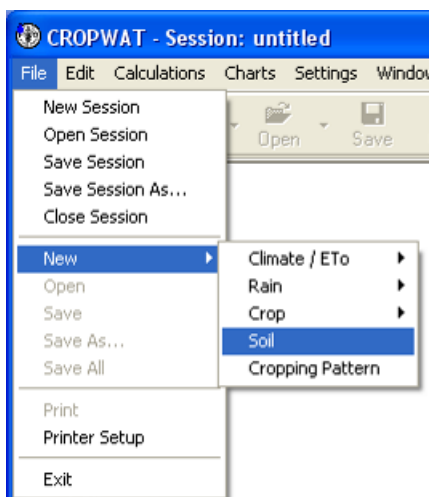 CROPWAT - Session: untitled
File Edit Calculations Charts Settings
New Session
Open Session
Save Session
Save Session As...
Close Session
Open Save
New
Open
Save
Save As...
Save All
Climate / ETo
Rain
Crop
Soil
Cropping Pattern
Print
Printer Setup
Exit